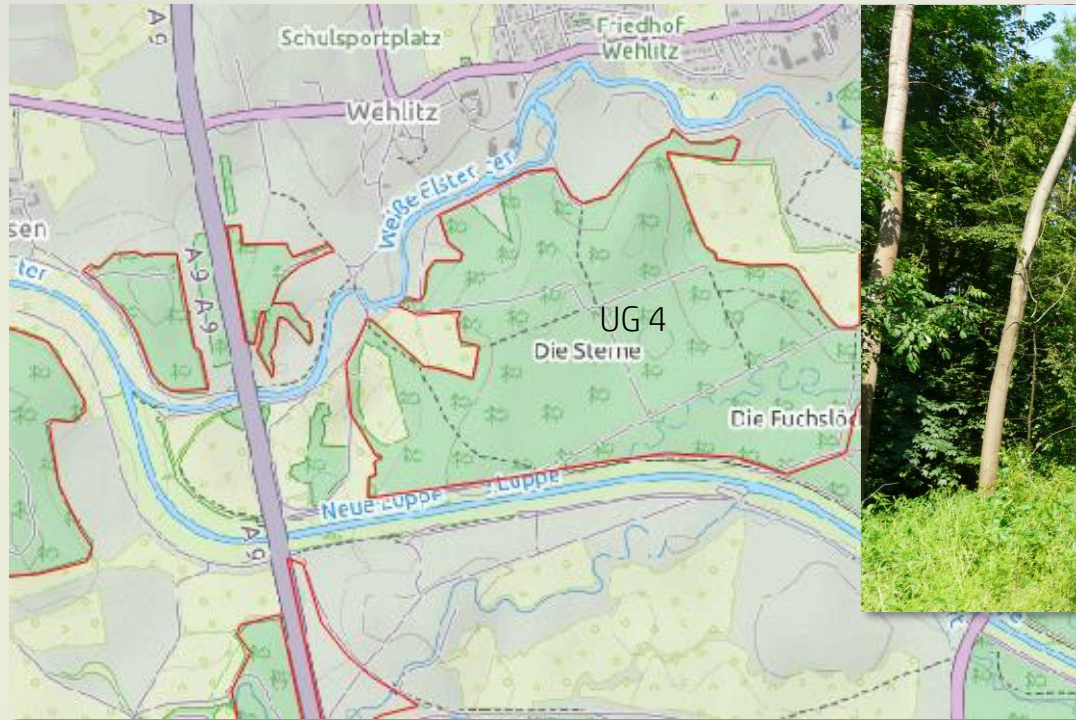 A 9
Schulsportplatz
Friedhof
Wehlitz
Wehlitz
Weiße Elster
sen
ter
A 9
A 9
UG 4
Die Sterne
Die Fuchslöc
Neue Luppe
Luppe
A 9